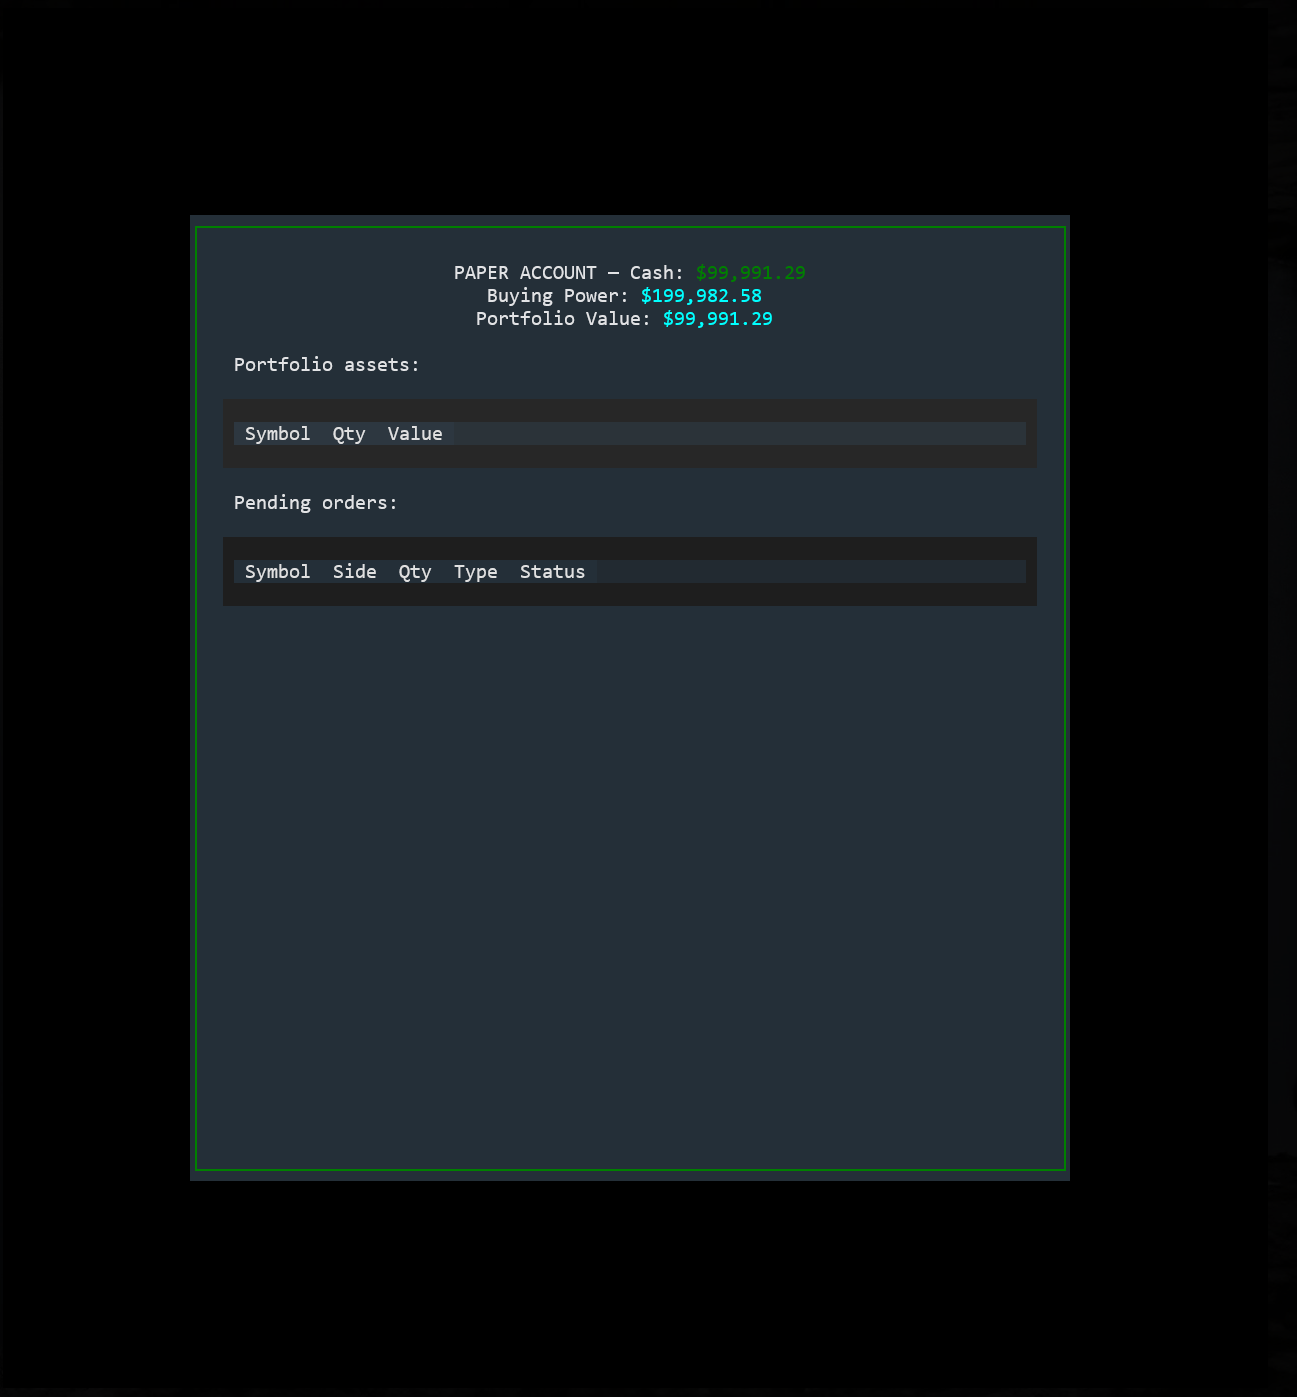 PAPER ACCOUNT — Cash: $99,991.29
Buying Power: $199,982.58
Portfolio Value: $99,991.29
Portfolio assets:
Symbol Qty Value
Pending orders:
Symbol Side Qty Type Status